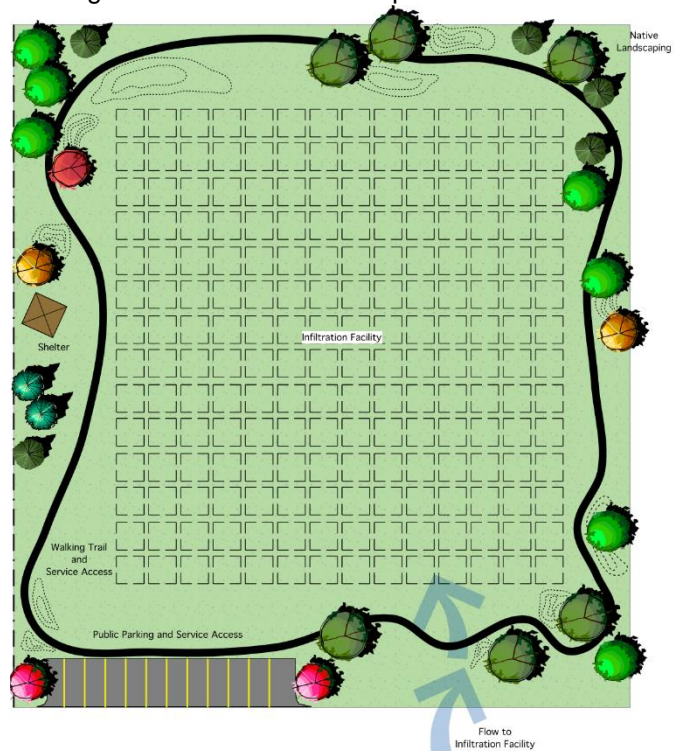 Native
Landscaping
Infiltration Facility
Shelter
Walking Trail
and
Service Access
Public Parking and Service Access
Flow to
Infiltration Facility